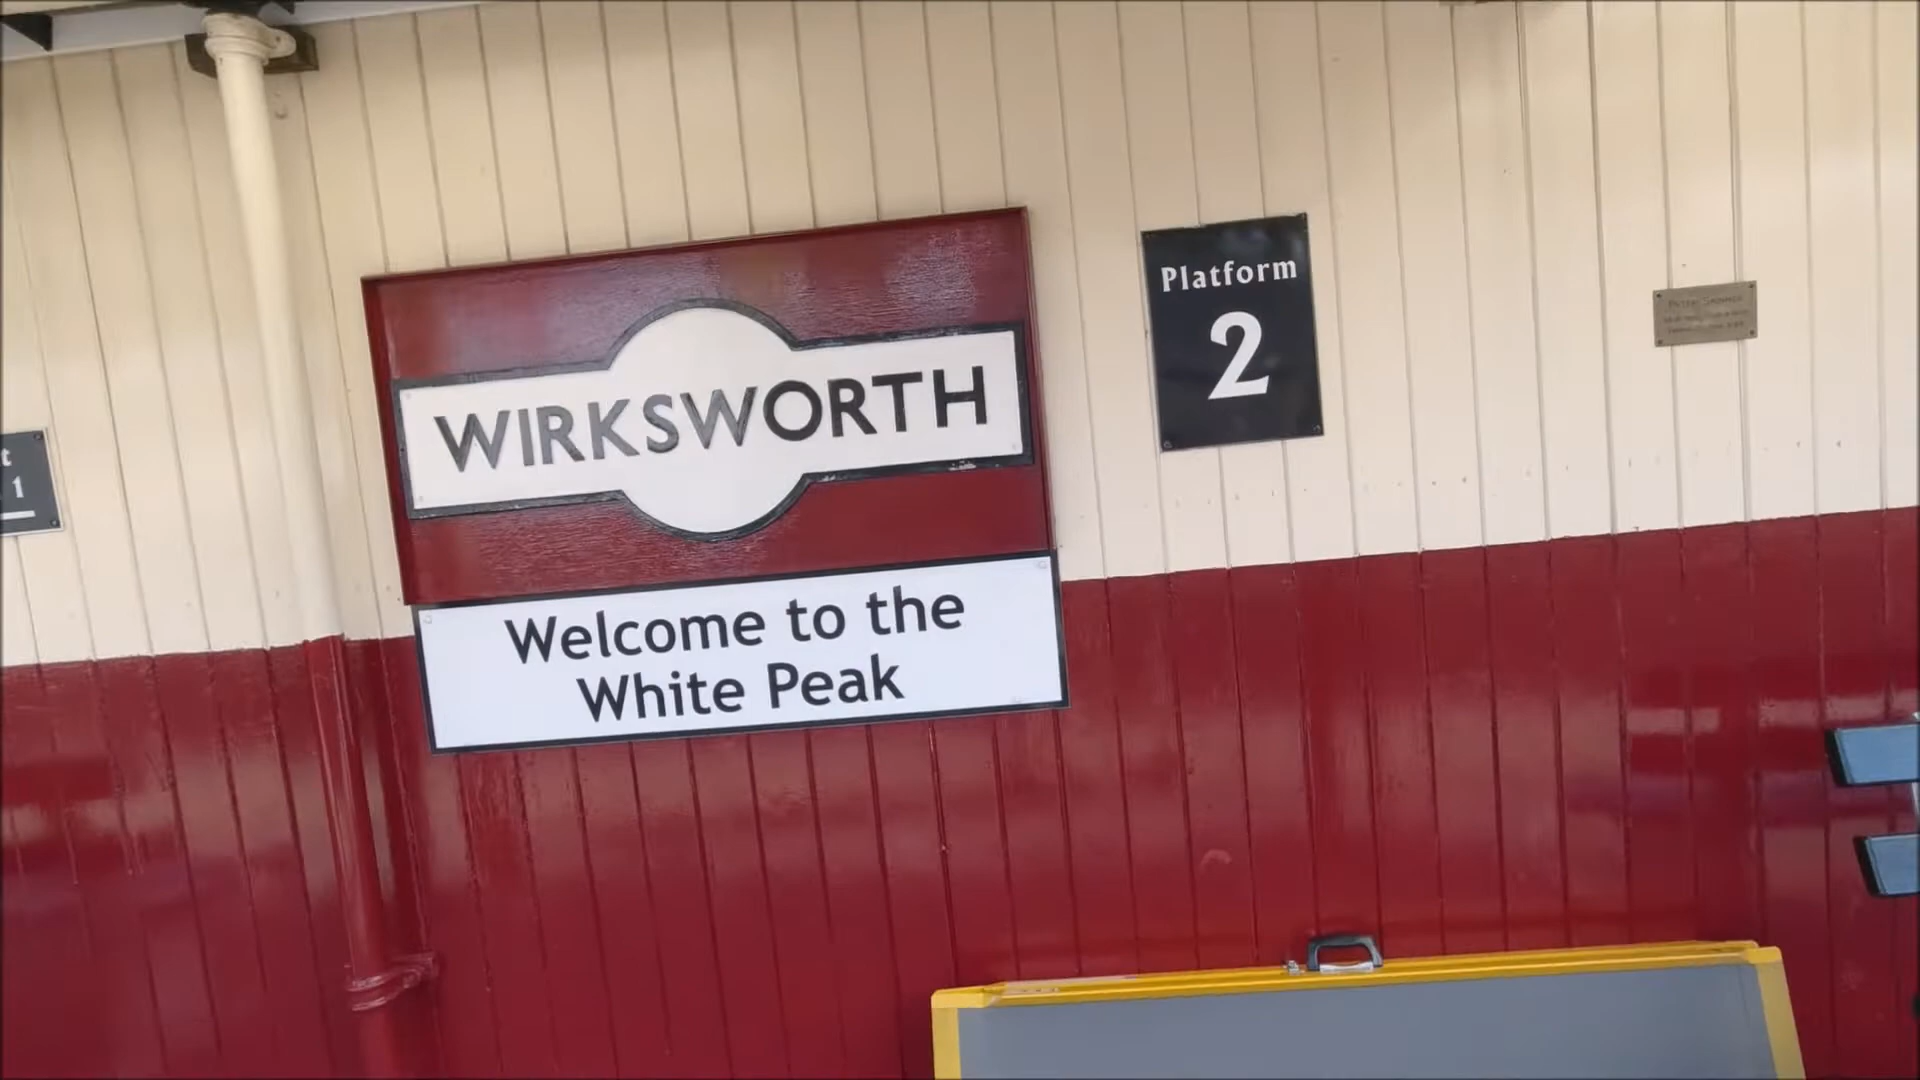 WIRKSWORTH
Welcome to the
White Peak
Platform
2
1